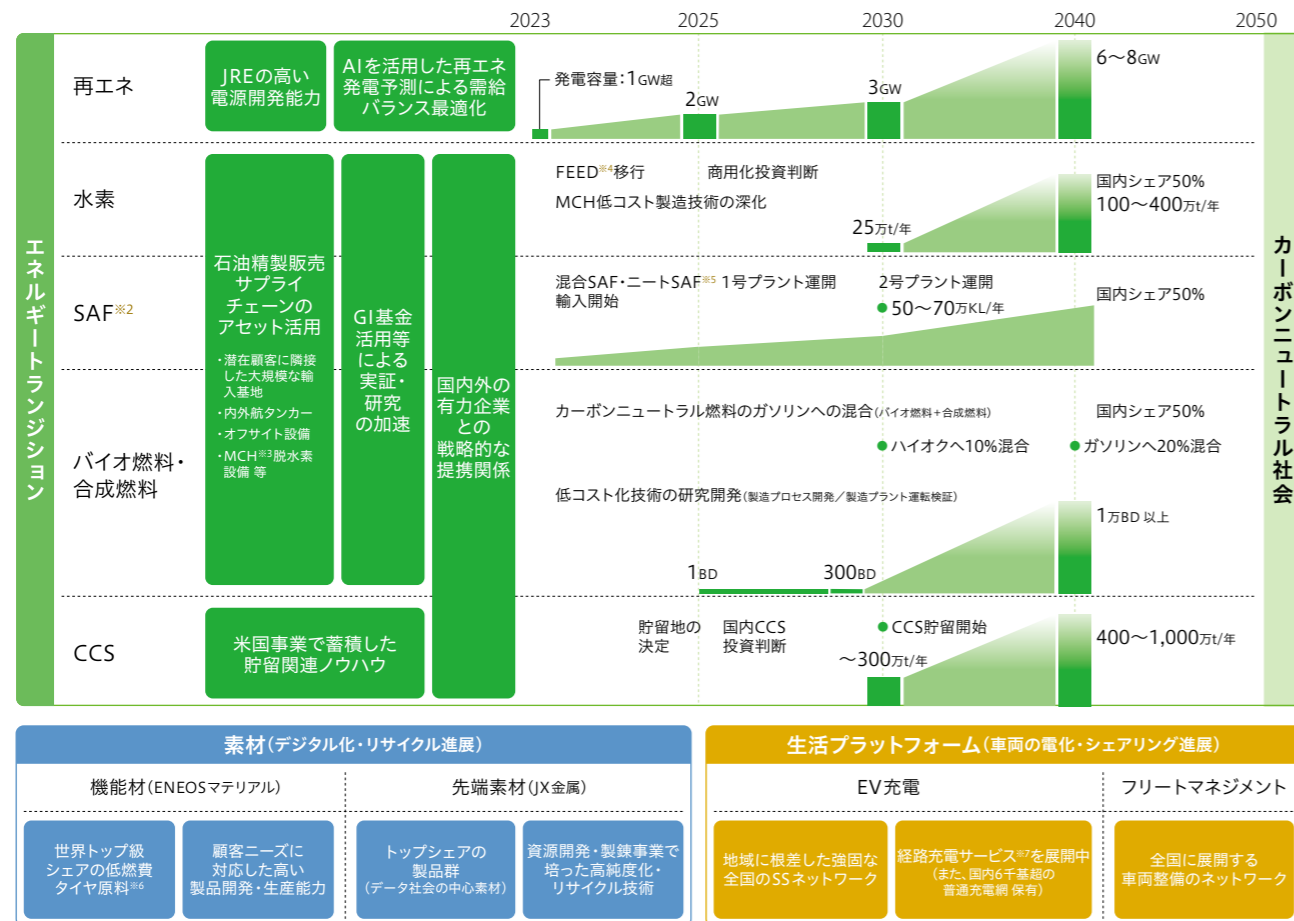 2023
2025
2030
2040
2050
エネルギートランジション
カーボンニュートラル社会
再エネ
JREの高い
電源開発能力
AIを活用した再エネ
発電予測による需給
バランス最適化
発電容量：1GW超
2GW
3GW
6〜8GW
水素
FEED※4移行
商用化投資判断
MCH低コスト製造技術の深化
25万t/年
国内シェア50%
100〜400万t/年
石油精製販売
サプライ
チェーンの
アセット活用
・潜在顧客に隣接
した大規模な輸
入基地
・内外航タンカー
・オフサイト設備
・MCH※3脱水素
設備 等
GI基金
活用等
による
実証・
研究
の加速
国内外の
有力企業
との
戦略的な
提携関係
SAF※2
混合SAF・ニートSAF※5
輸入開始
1号プラント運開
2号プラント運開
50〜70万KL/年
国内シェア50%
バイオ燃料・
合成燃料
カーボンニュートラル燃料のガソリンへの混合(バイオ燃料＋合成燃料)
国内シェア50%
ハイオクへ10%混合
ガソリンへ20%混合
低コスト化技術の研究開発(製造プロセス開発／製造プラント運転検証)
1BD
300BD
1万BD 以上
CCS
米国事業で蓄積した
貯留関連ノウハウ
貯留地の
決定
国内CCS
投資判断
CCS貯留開始
〜300万t/年
400〜1,000万t/年
素材(デジタル化・リサイクル進展)
機能材(ENEOSマテリアル)
先端素材(JX金属)
世界トップ級
シェアの低燃費
タイヤ原料※6
顧客ニーズに
対応した高い
製品開発・生産能力
トップシェアの
製品群
(データ社会の中心素材)
資源開発・製錬事業で
培った高純度化・
リサイクル技術
生活プラットフォーム(車両の電化・シェアリング進展)
EV充電
フリートマネジメント
地域に根差した強固な
全国のSSネットワーク
経路充電サービス※7を展開中
(また、国内6千基超の
普通充電網 保有)
全国に展開する
車両整備のネットワーク